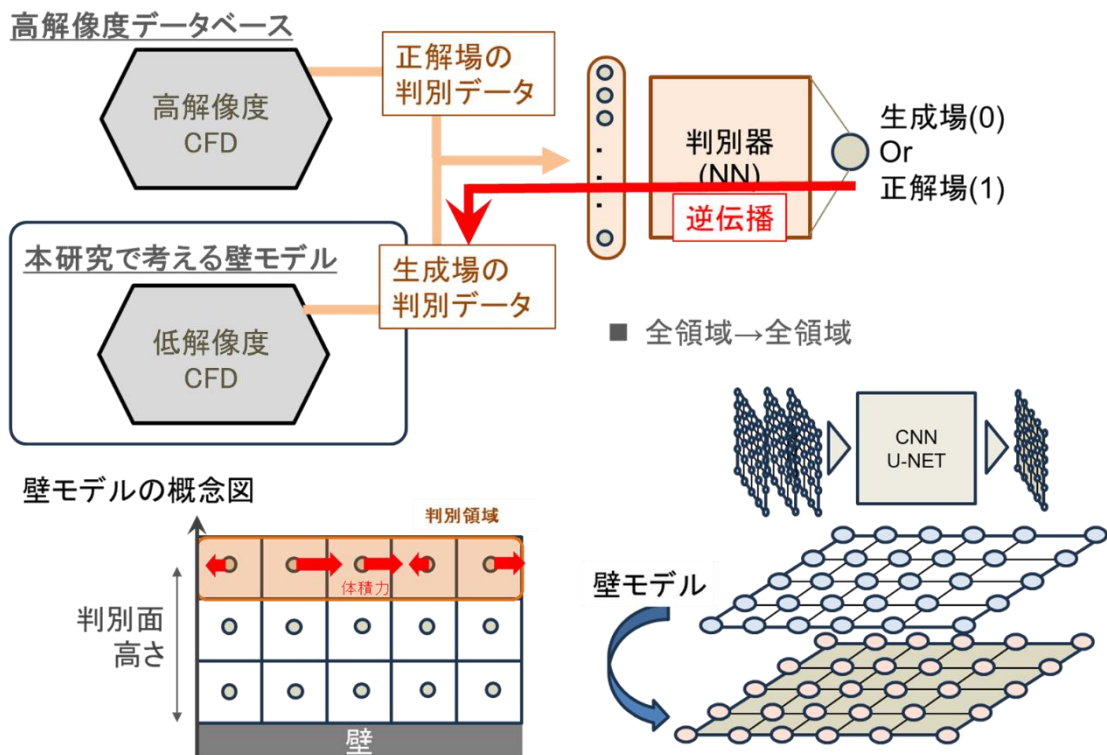 高解像度データベース
高解像度
CFD
正解場の
判別データ
判別器
(NN)
生成場(0)
Or
正解場(1)
逆伝播
本研究で考える壁モデル
低解像度
CFD
生成場の
判別データ
■ 全領域→全領域
CNN
U-NET
壁モデルの概念図
判別領域
体積力
判別面
高さ
壁
壁モデル